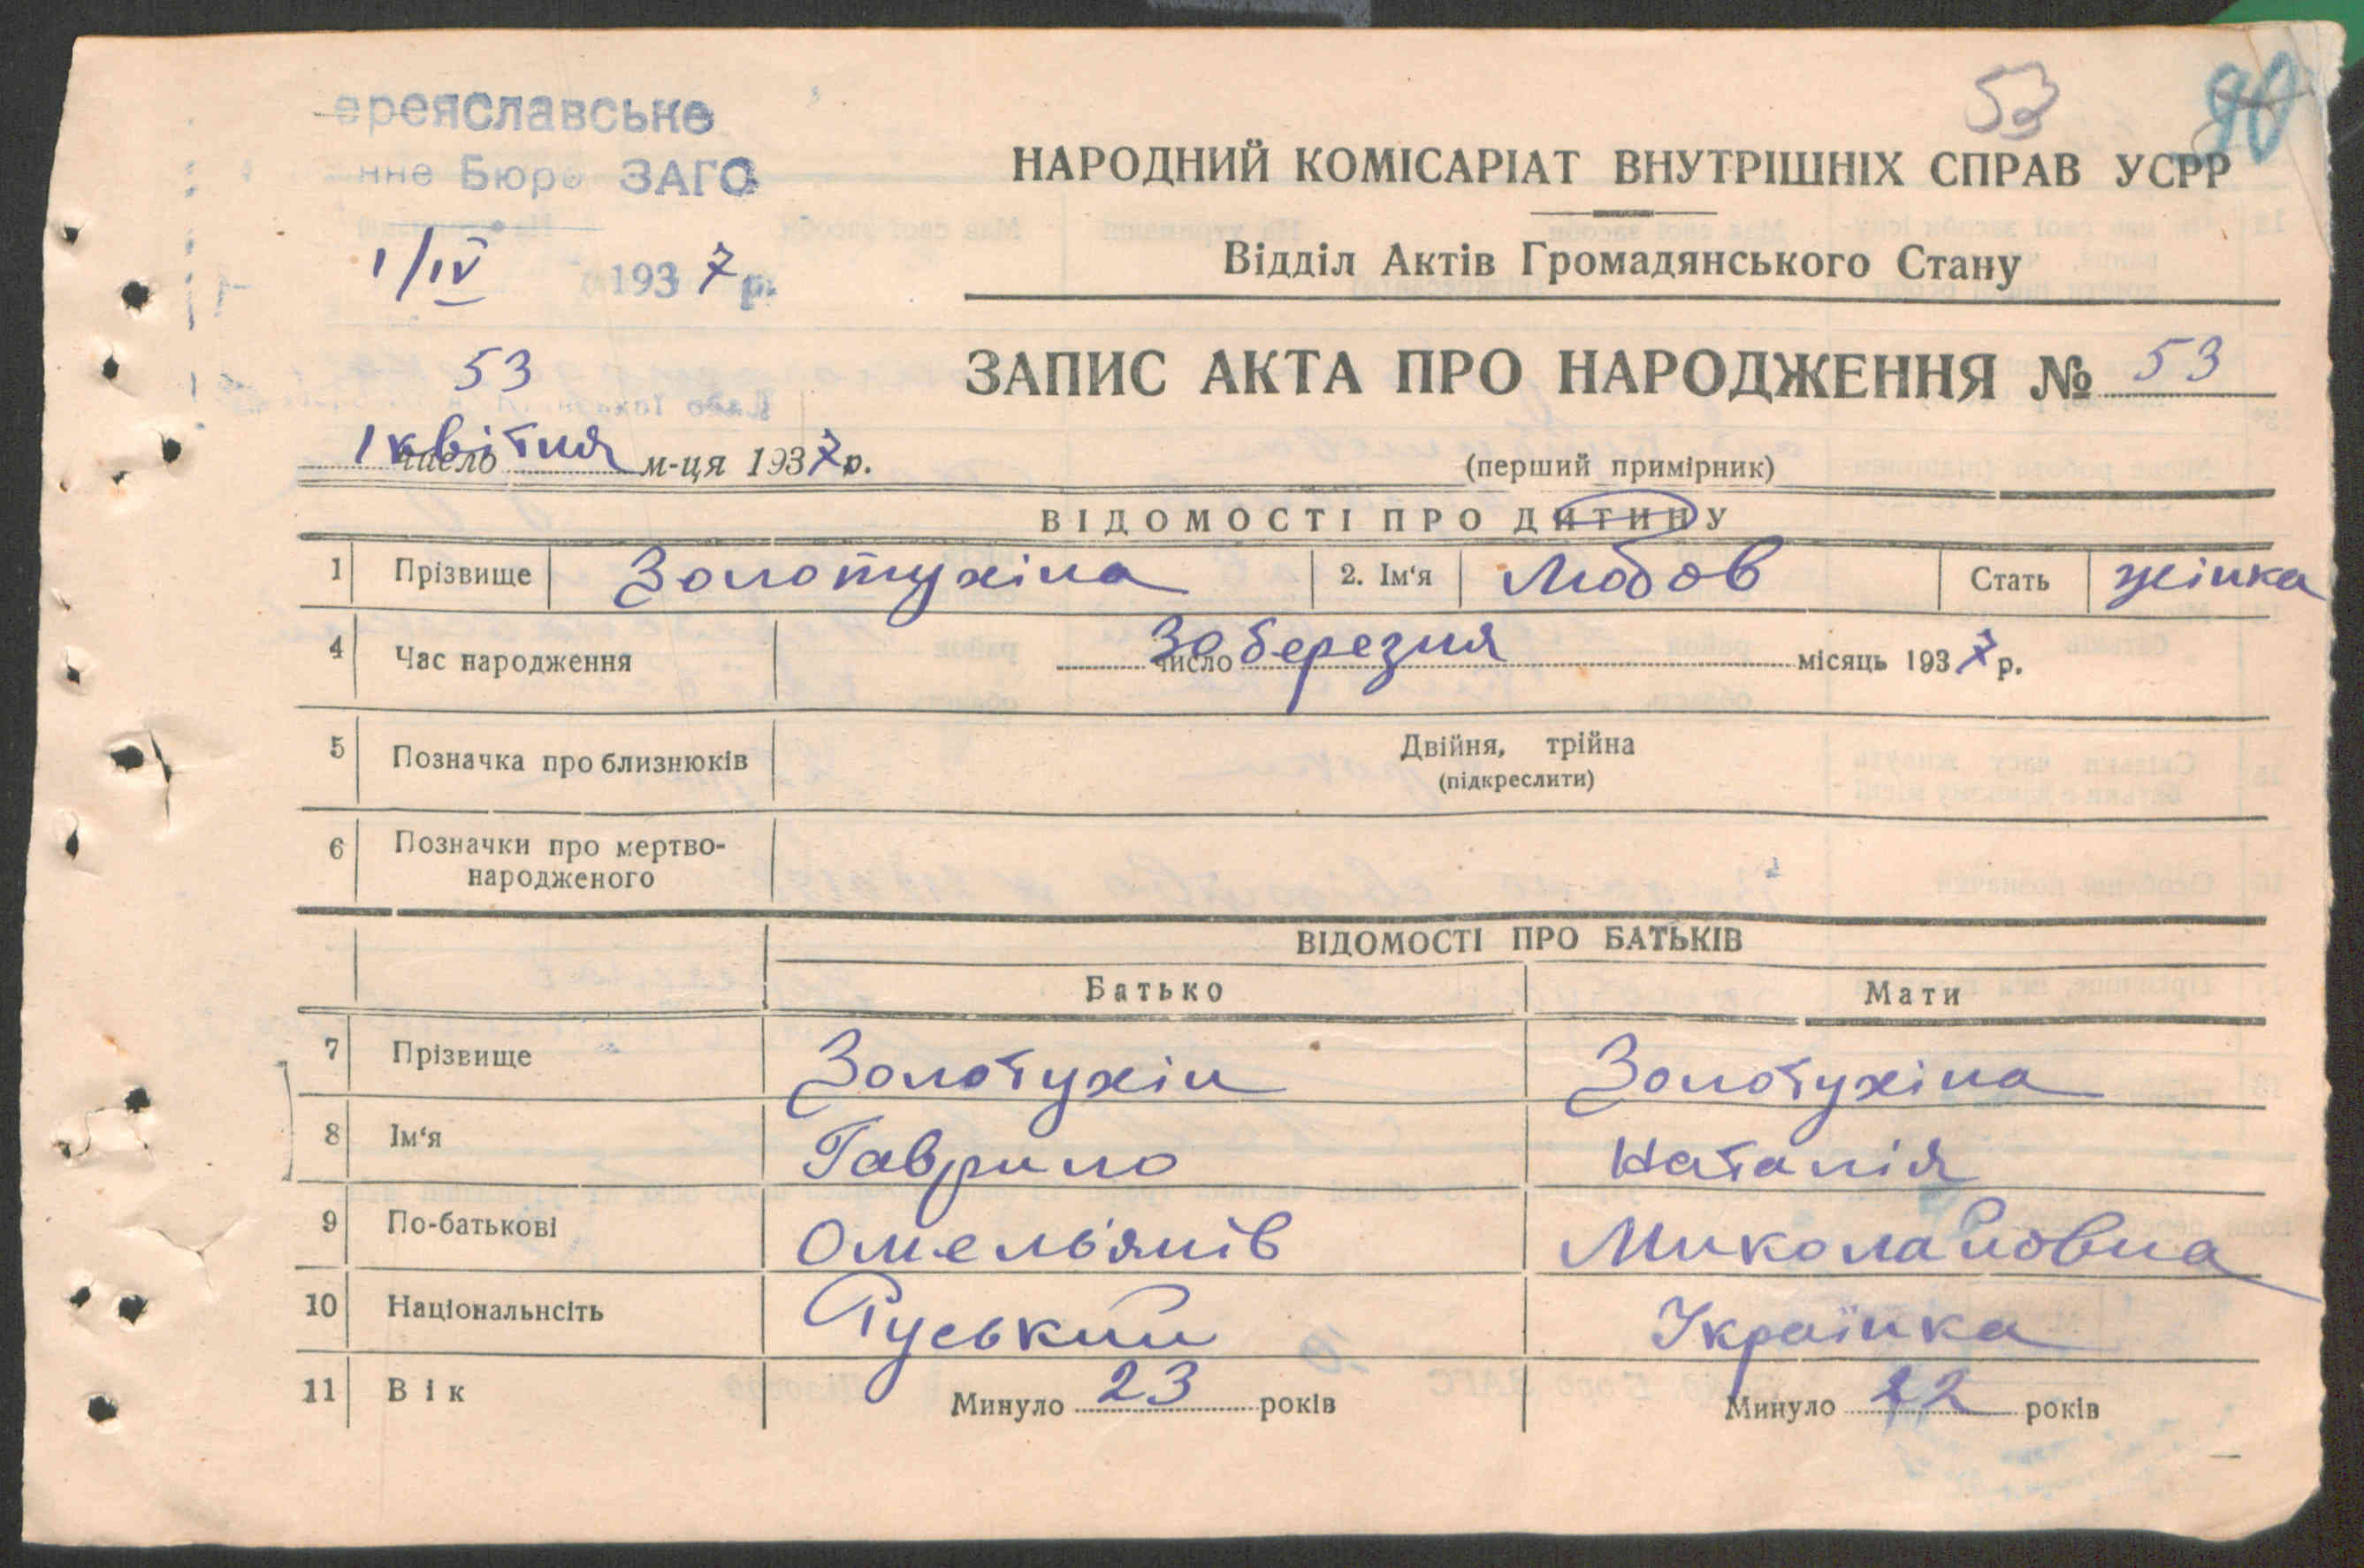 ереяславське
53 90
нне Бюро ЗАГС
НАРОДНИЙ КОМІСАРІАТ ВНУТРІШНІХ СПРАВ УСРР
1/IV 1937 р.
Відділ Актів Громадянського Стану
53
ЗАПИС АКТА ПРО НАРОДЖЕННЯ № 53
1 число квітня м-ця 1937 р.
(перший примірник)
ВІДОМОСТІ ПРО ДИТИНУ
1 Прізвище Золотухіна 2. Ім'я Любов Стать жінка
4 Час народження 30 число березня місяць 1937 р.
5 Позначка про близнюків Двійня, трійна
(підкреслити)
6 Позначки про мертво-
народженого
ВІДОМОСТІ ПРО БАТЬКІВ
Батько Мати
7 Прізвище Золотухін Золотухіна
8 Ім'я Гаврило Наталія
9 По-батькові Омельянів Миколайовна
10 Національнсіть Руський Українка
11 Вік Минуло 23 років Минуло 22 років